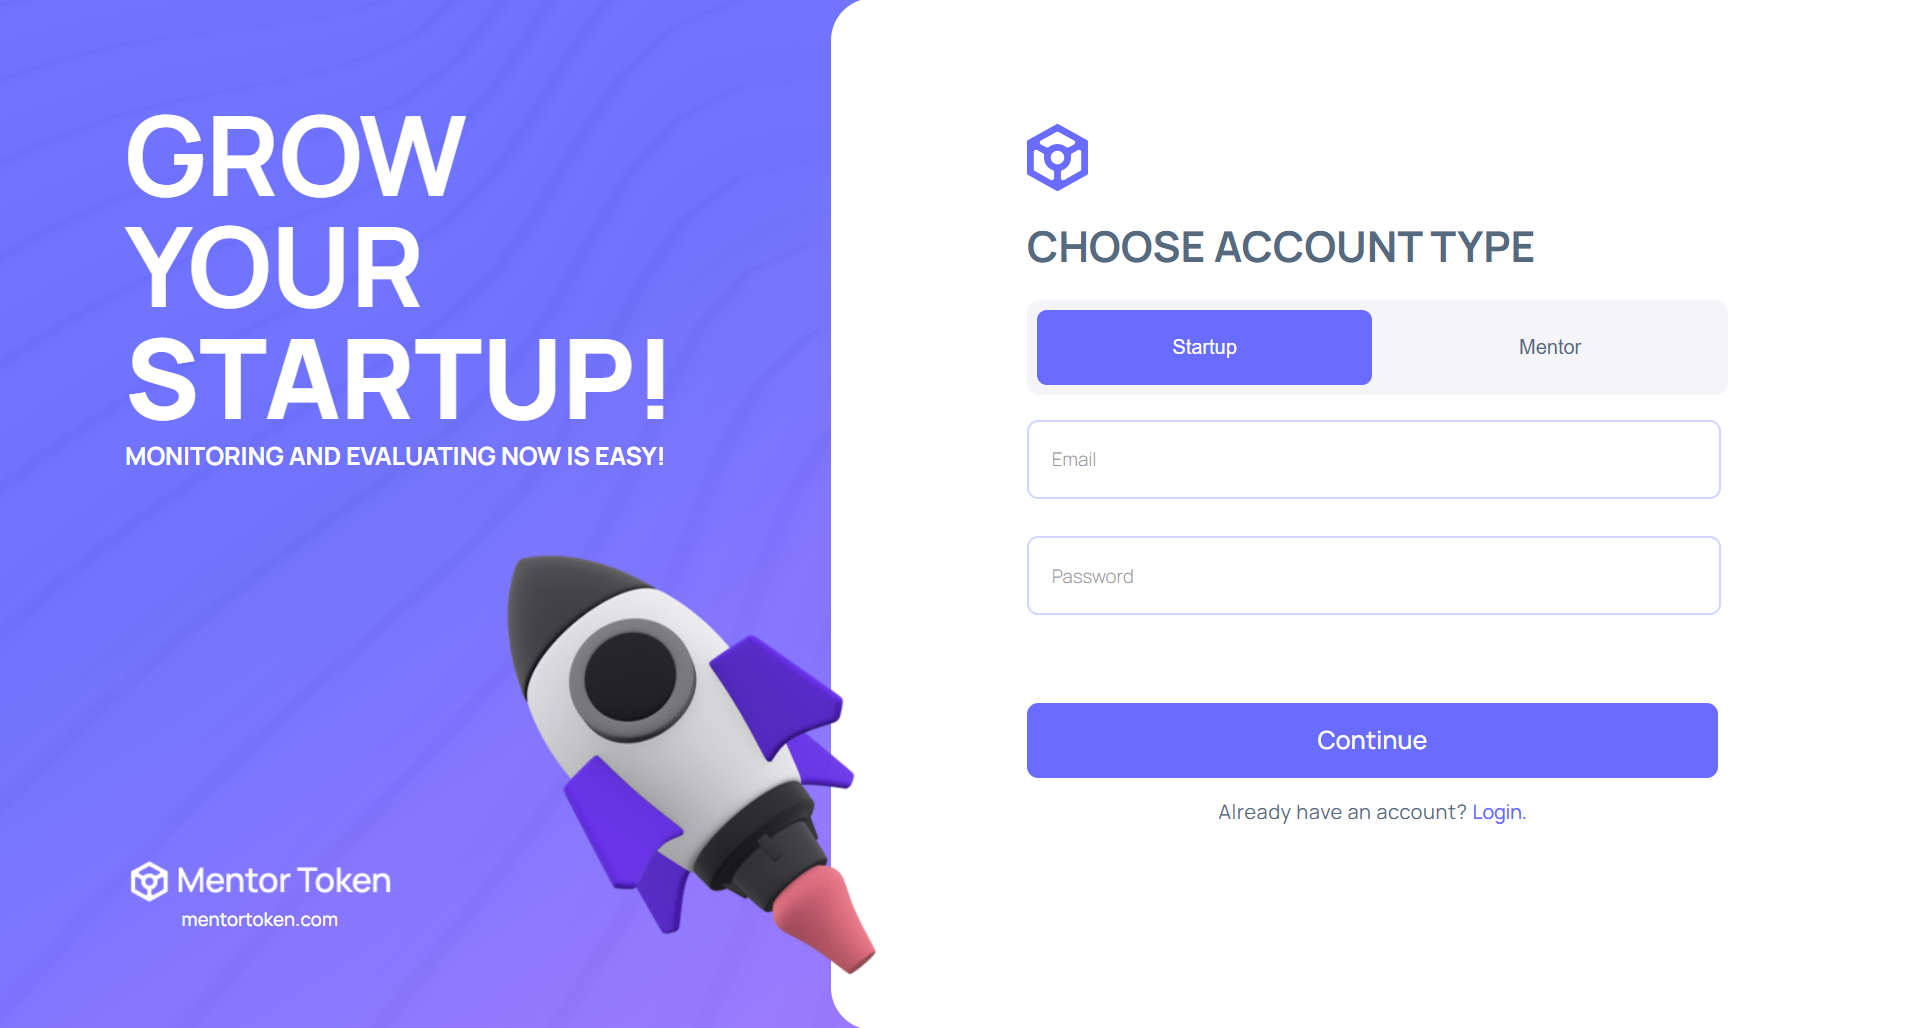 GROW
YOUR
STARTUP!
MONITORING AND EVALUATING NOW IS EASY!
Mentor Token
mentortoken.com
CHOOSE ACCOUNT TYPE
Startup Mentor
Email
Password
Continue
Already have an account? Login.